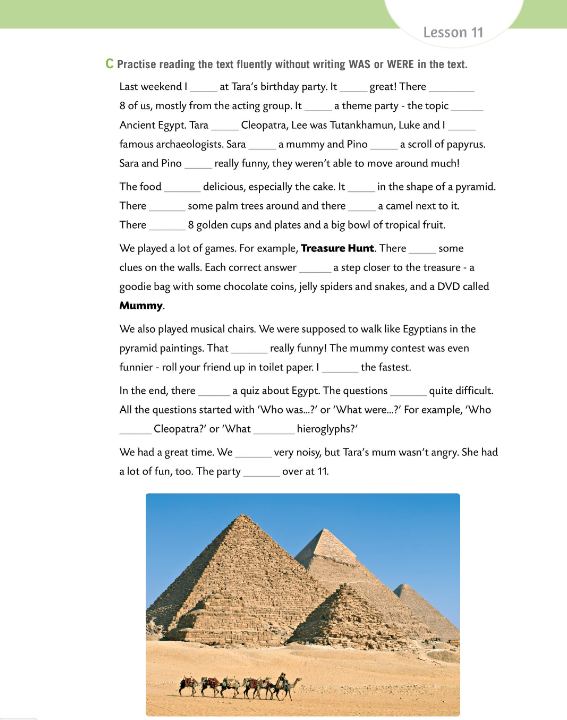 Lesson 11
C Practise reading the text fluently without writing WAS or WERE in the text.
Last weekend I _____ at Tara's birthday party. It _____ great! There ________
8 of us, mostly from the acting group. It _____ a theme party - the topic ______
Ancient Egypt. Tara _____ Cleopatra, Lee was Tutankhamun, Luke and I _____
famous archaeologists. Sara _____ a mummy and Pino _____ a scroll of papyrus.
Sara and Pino _____ really funny, they weren't able to move around much!
The food _______ delicious, especially the cake. It _____ in the shape of a pyramid.
There _______ some palm trees around and there _____ a camel next to it.
There _______ 8 golden cups and plates and a big bowl of tropical fruit.
We played a lot of games. For example, Treasure Hunt. There _____ some
clues on the walls. Each correct answer ______ a step closer to the treasure - a
goodie bag with some chocolate coins, jelly spiders and snakes, and a DVD called
Mummy.
We also played musical chairs. We were supposed to walk like Egyptians in the
pyramid paintings. That _______ really funny! The mummy contest was even
funnier - roll your friend up in toilet paper. I _______ the fastest.
In the end, there ______ a quiz about Egypt. The questions _______ quite difficult.
All the questions started with 'Who was...?' or 'What were...?' For example, 'Who
______ Cleopatra?' or 'What ________ hieroglyphs?'
We had a great time. We _______ very noisy, but Tara's mum wasn't angry. She had
a lot of fun, too. The party _______ over at 11.